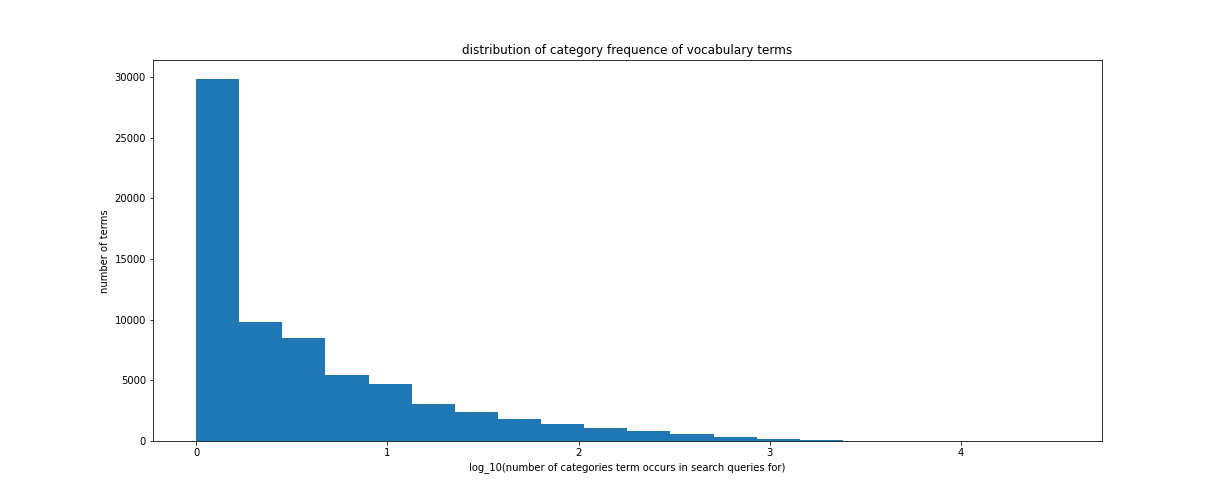 distribution of category frequence of vocabulary terms
number of terms
30000
25000
20000
15000
10000
5000
0
0 1 2 3 4
log_10(number of categories term occurs in search queries for)